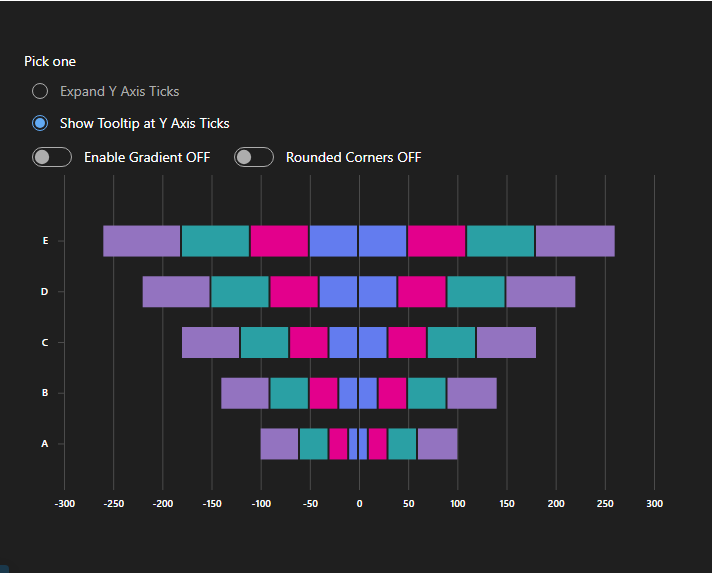 Pick one
Expand Y Axis Ticks
Show Tooltip at Y Axis Ticks
Enable Gradient OFF Rounded Corners OFF
E
D
C
B
A
-300 -250 -200 -150 -100 -50 0 50 100 150 200 250 300